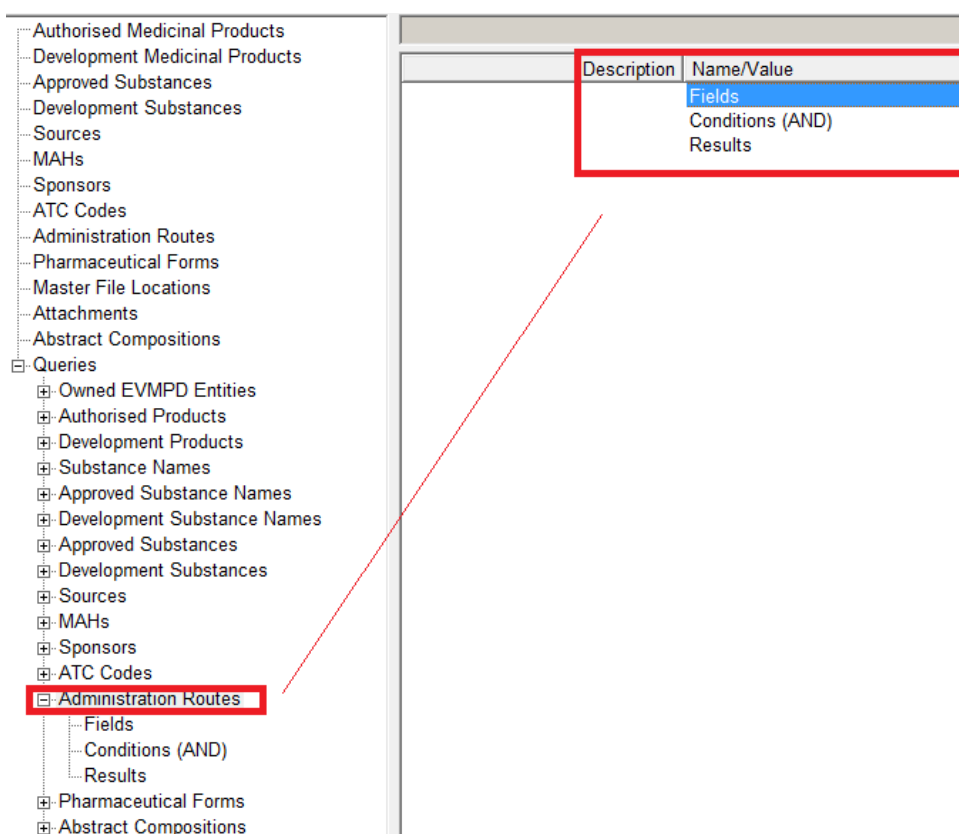 Authorised Medicinal Products
Development Medicinal Products
Approved Substances
Development Substances
Sources
MAHs
Sponsors
ATC Codes
Administration Routes
Pharmaceutical Forms
Master File Locations
Attachments
Abstract Compositions
Queries
Owned EVMPD Entities
Authorised Products
Development Products
Substance Names
Approved Substance Names
Development Substance Names
Approved Substances
Development Substances
Sources
MAHs
Sponsors
ATC Codes
Administration Routes
Fields
Conditions (AND)
Results
Pharmaceutical Forms
Abstract Compositions
Description Name/Value
Fields
Conditions (AND)
Results